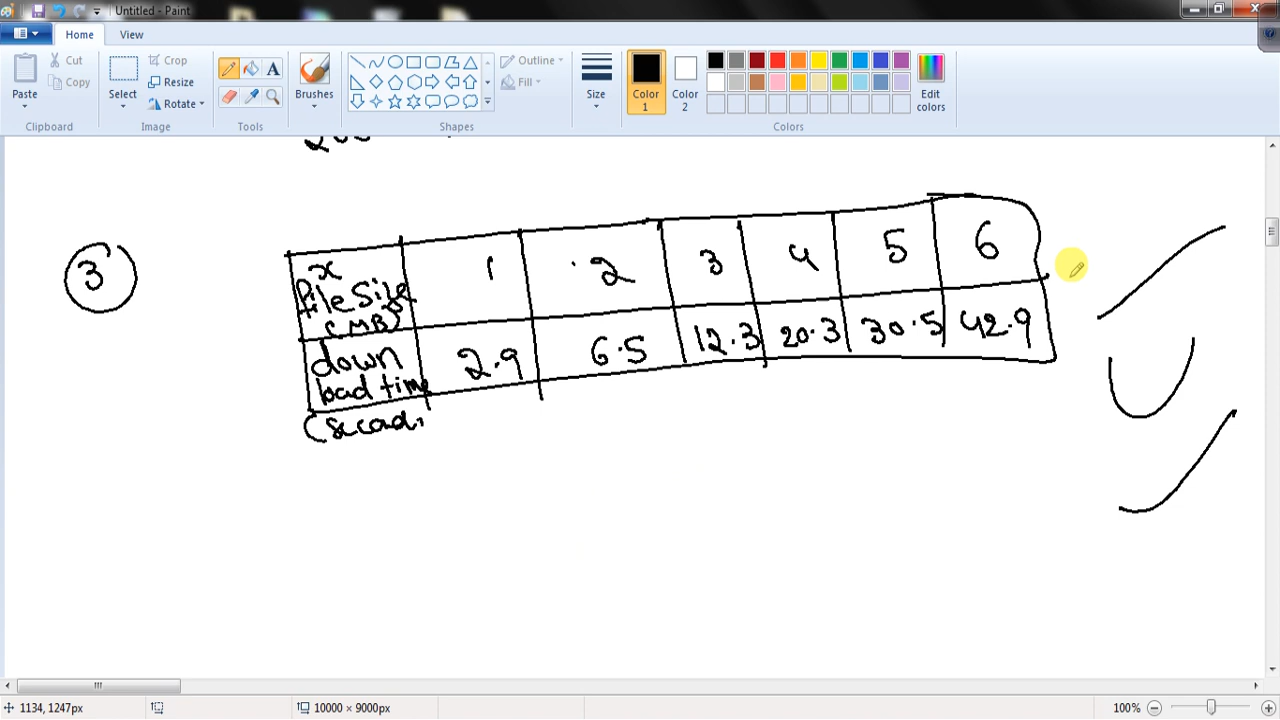 Untitled - Paint
Home View
Paste
Cut
Copy
Clipboard
Select
Crop
Resize
Rotate
Image
Tools
Brushes
Shapes
Outline
Fill
Size
Color 1
Color 2
Edit colors
Colors
3
x file size (MB) 1 2 3 4 5 6
down load time 2.9 6.5 12.3 20.3 30.5 42.9
1134, 1247px 10000 × 9000px 100%